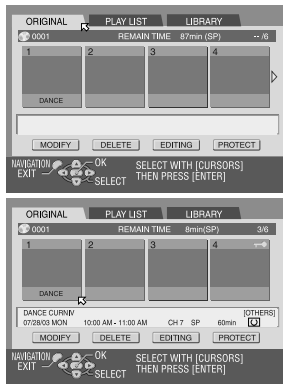 ORIGINAL PLAY LIST LIBRARY
0001 REMAIN TIME 87min (SP) -- /6
1 2 3 4
DANCE
MODIFY DELETE EDITING PROTECT
NAVIGATION OK SELECT WITH [CURSORS]
EXIT SELECT THEN PRESS [ENTER]
ORIGINAL PLAY LIST LIBRARY
0001 REMAIN TIME 8min(SP) 3/6
1 2 3 4
DANCE
DANCE CURNIV [OTHERS]
07/28/03 MON 10:00 AM - 11:00 AM CH 7 SP 60min
MODIFY DELETE EDITING PROTECT
NAVIGATION OK SELECT WITH [CURSORS]
EXIT SELECT THEN PRESS [ENTER]